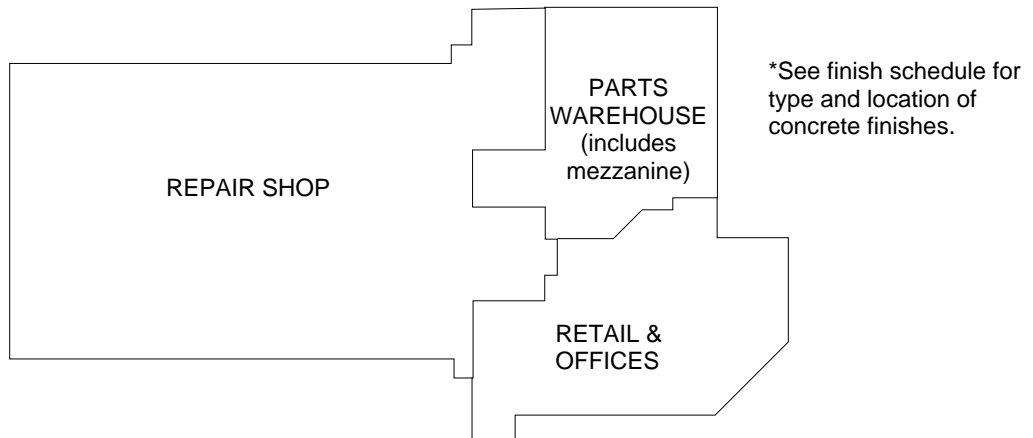 REPAIR SHOP
PARTS
WAREHOUSE
(includes
mezzanine)
*See finish schedule for
type and location of
concrete finishes.
RETAIL &
OFFICES